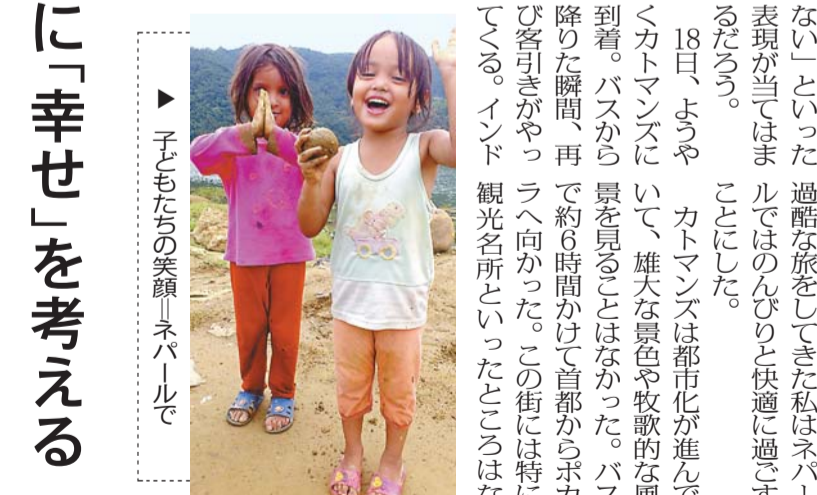 ない」といった
表現が当てはま
るだろう。
18日、ようや
くカトマンズに
到着。バスから
降りた瞬間、再
び客引きがやっ
てくる。インド
過酷な旅をしてきた私はネパー
ルではのんびりと快適に過ごす
ことにした。
カトマンズは都市化が進んで
いて、雄大な景色や牧歌的な風
景を見ることはなかった。バス
で約6時間かけて首都からポカ
ラへ向かった。この街には特に
観光名所といったところはな
▶ 子どもたちの笑顔＝ネパールで
に「幸せ」を考える